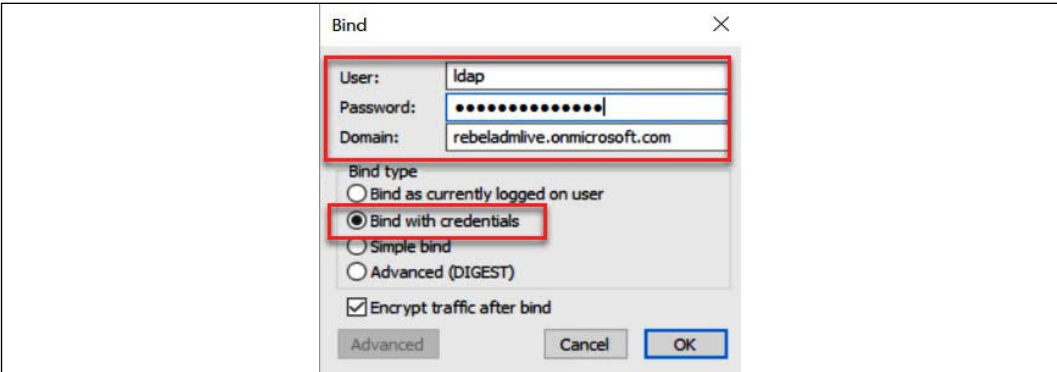 Bind
User: ldap
Password: ●●●●●●●●●●●●●●
Domain: rebeladmlive.onmicrosoft.com
Bind type
Bind as currently logged on user
Bind with credentials
Simple bind
Advanced (DIGEST)
Encrypt traffic after bind
Advanced Cancel OK